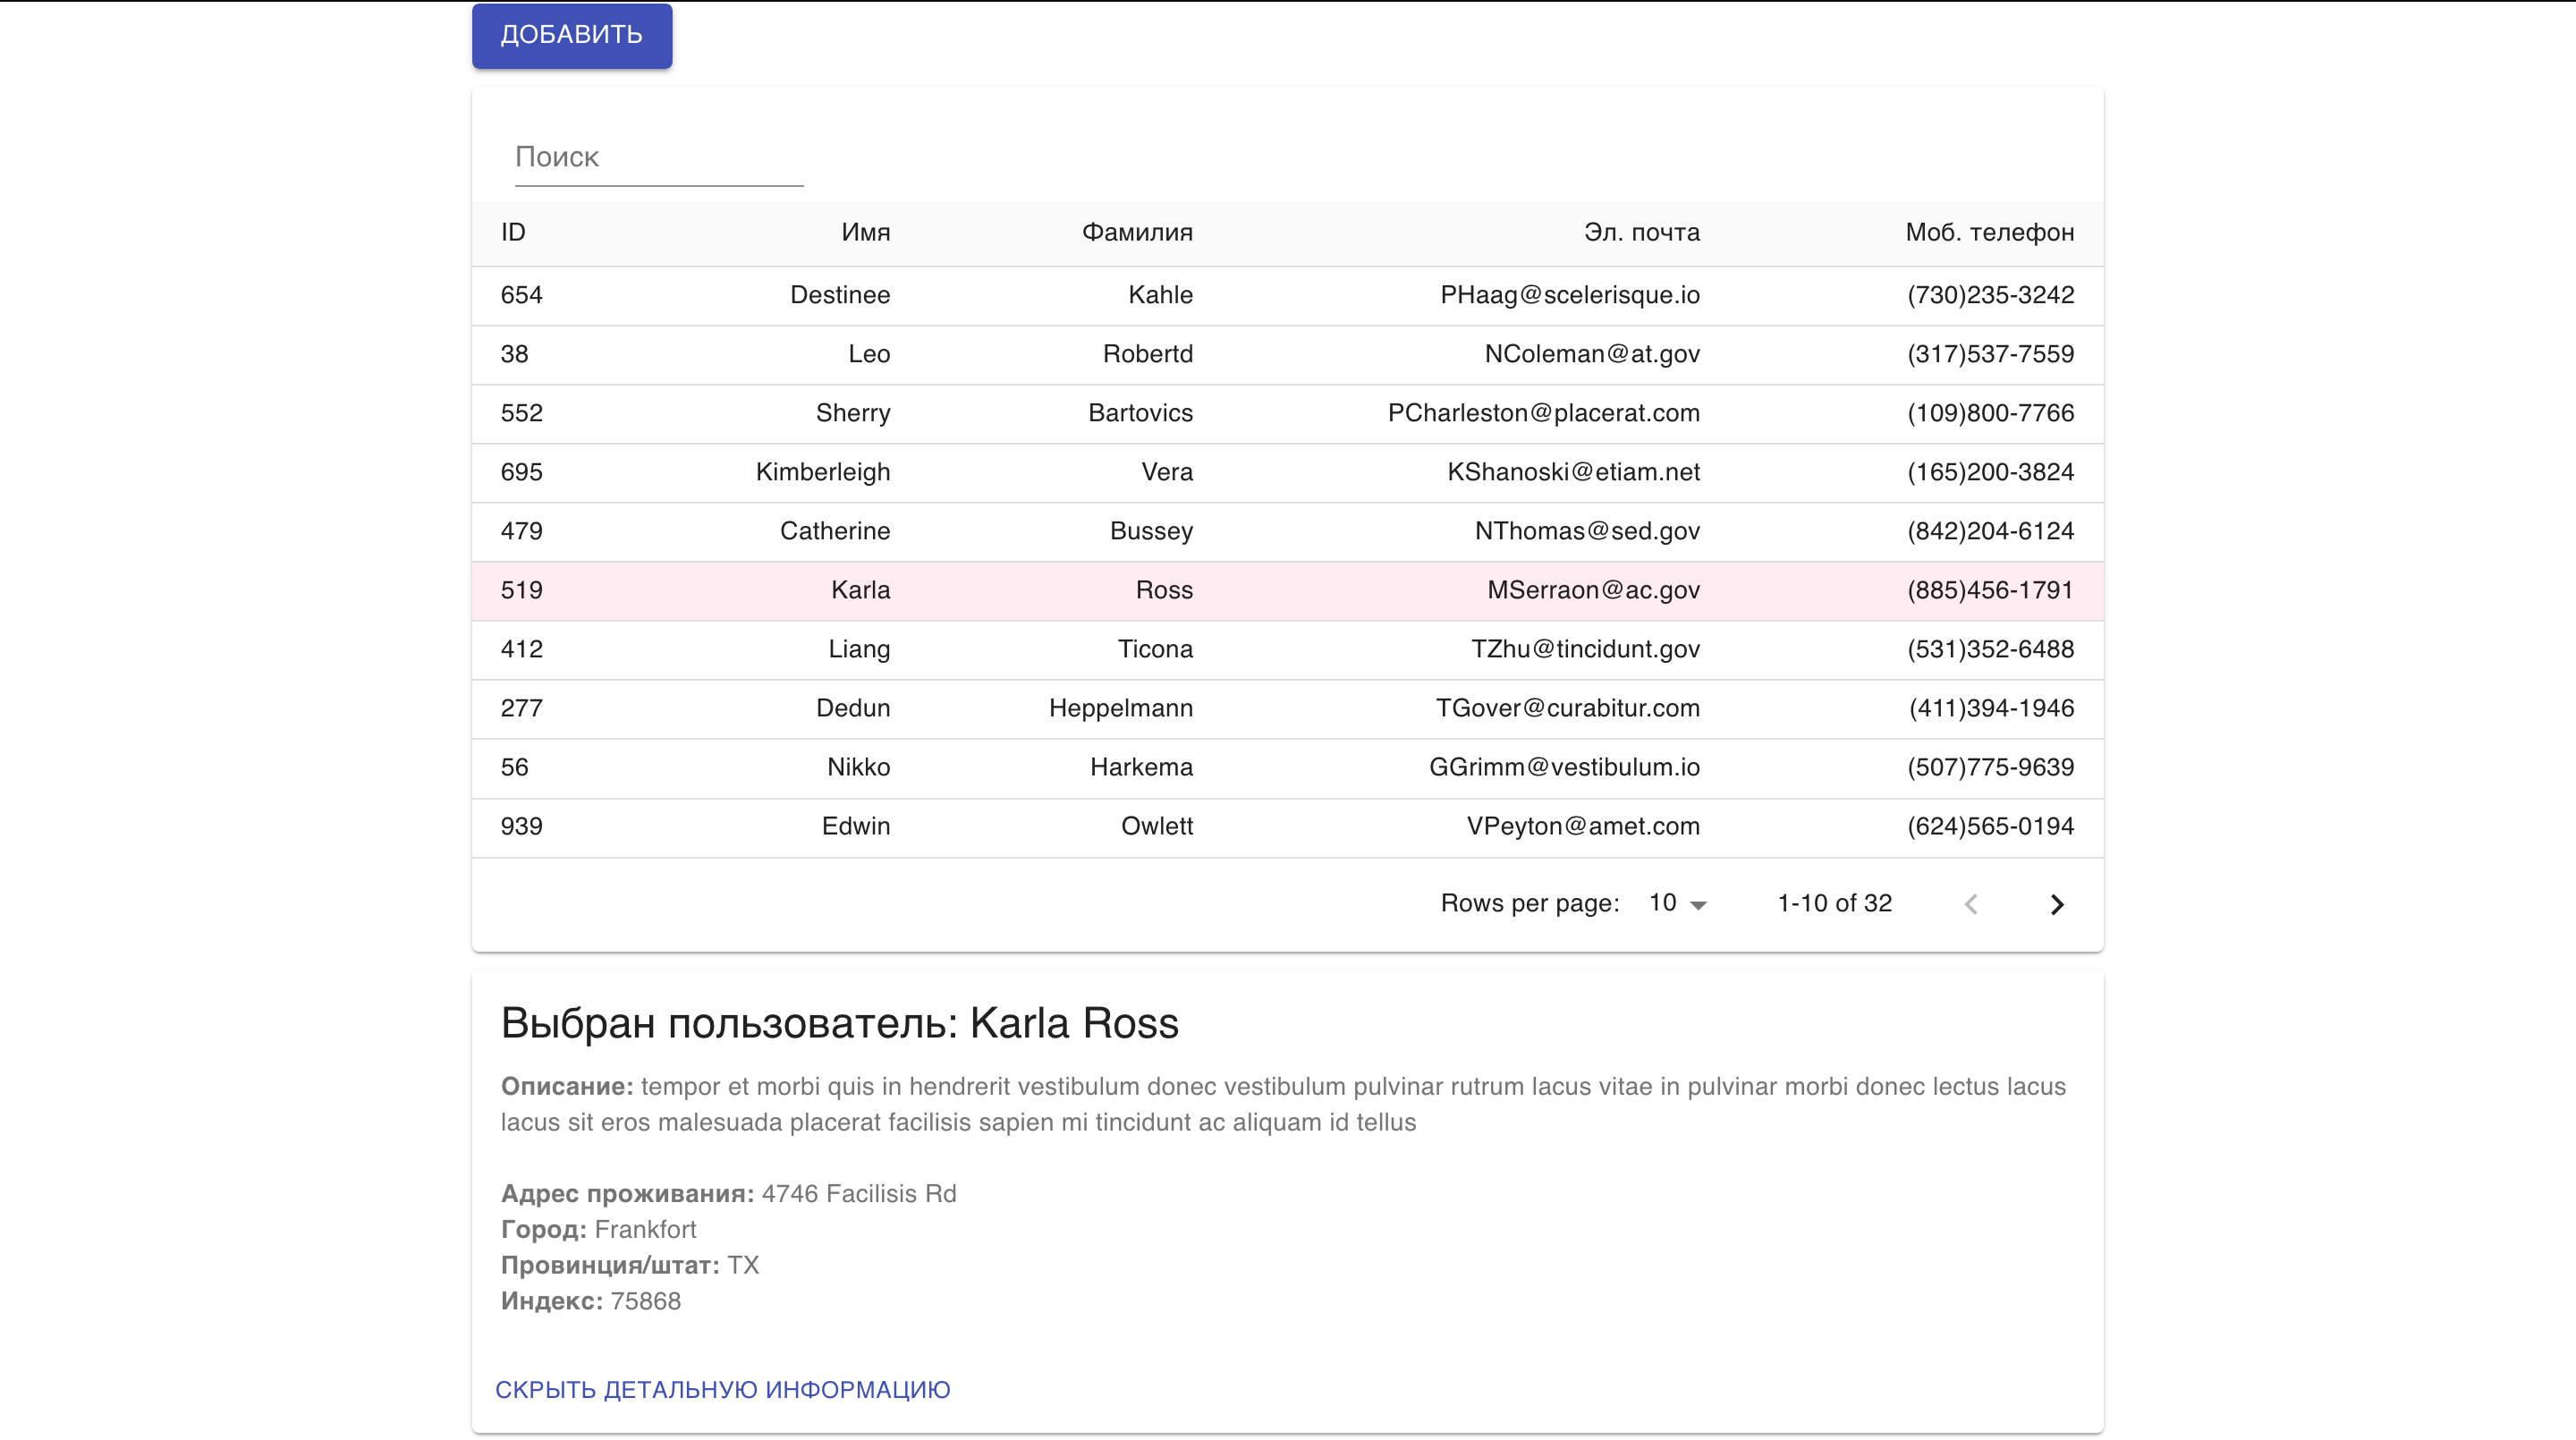 ДОБАВИТЬ
Поиск
ID Имя Фамилия Эл. почта Моб. телефон
654 Destinee Kahle PHaag@scelerisque.io (730)235-3242
38 Leo Robertd NColeman@at.gov (317)537-7559
552 Sherry Bartovics PCharleston@placerat.com (109)800-7766
695 Kimberleigh Vera KShanoski@etiam.net (165)200-3824
479 Catherine Bussey NThomas@sed.gov (842)204-6124
519 Karla Ross MSerraon@ac.gov (885)456-1791
412 Liang Ticona TZhu@tincidunt.gov (531)352-6488
277 Dedun Heppelmann TGover@curabitur.com (411)394-1946
56 Nikko Harkema GGrimm@vestibulum.io (507)775-9639
939 Edwin Owlett VPeyton@amet.com (624)565-0194
Rows per page: 10 1-10 of 32
Выбран пользователь: Karla Ross
Описание: tempor et morbi quis in hendrerit vestibulum donec vestibulum pulvinar rutrum lacus vitae in pulvinar morbi donec lectus lacus
lacus sit eros malesuada placerat facilisis sapien mi tincidunt ac aliquam id tellus
Адрес проживания: 4746 Facilisis Rd
Город: Frankfort
Провинция/штат: TX
Индекс: 75868
СКРЫТЬ ДЕТАЛЬНУЮ ИНФОРМАЦИЮ